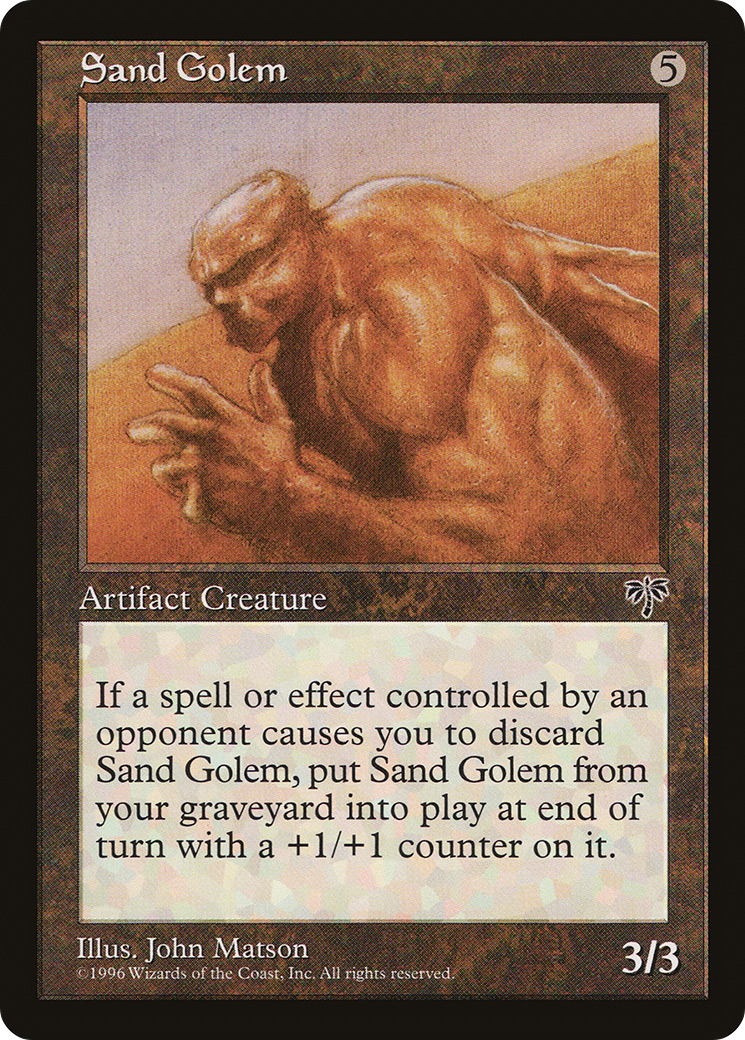 Sand Golem
5
Artifact Creature
If a spell or effect controlled by an
opponent causes you to discard
Sand Golem, put Sand Golem from
your graveyard into play at end of
turn with a +1/+1 counter on it.
Illus. John Matson
©1996 Wizards of the Coast, Inc. All rights reserved.
3/3